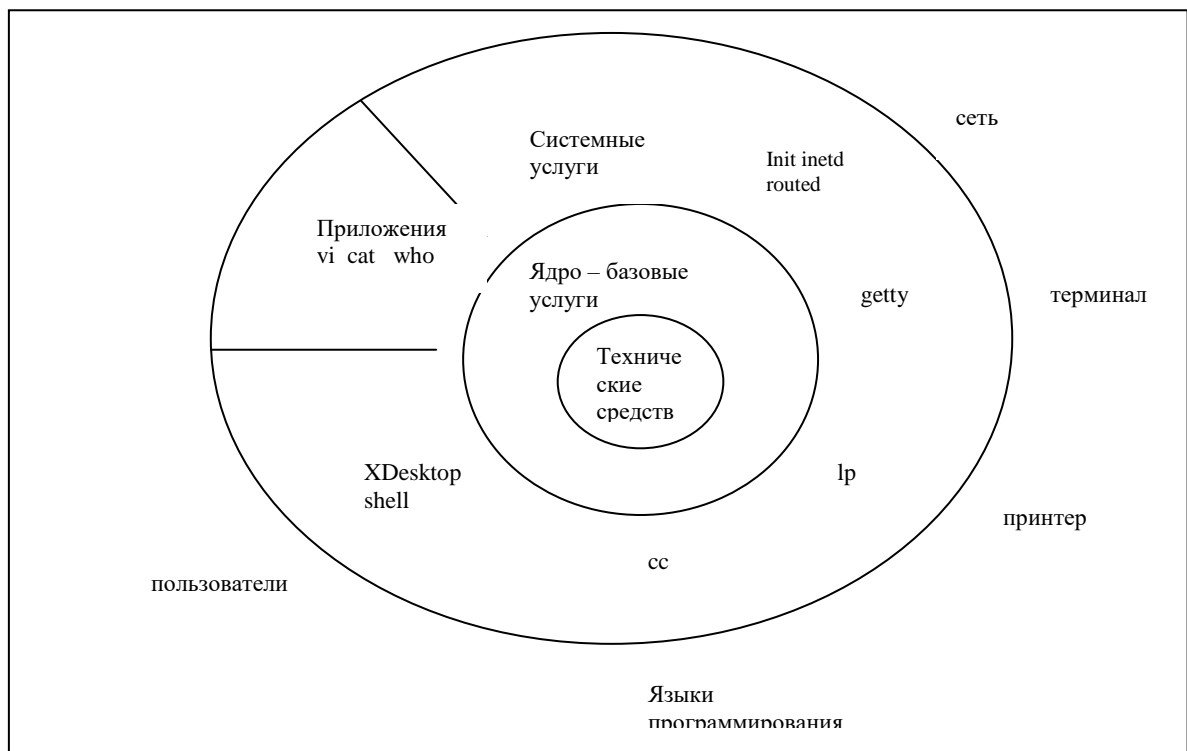 сеть
Системные
услуги
Init inetd
routed
Приложения
vi cat who
Ядро – базовые
услуги
getty
терминал
Техниче
ские
средств
XDesktop
shell
lp
принтер
cc
пользователи
Языки
программирования